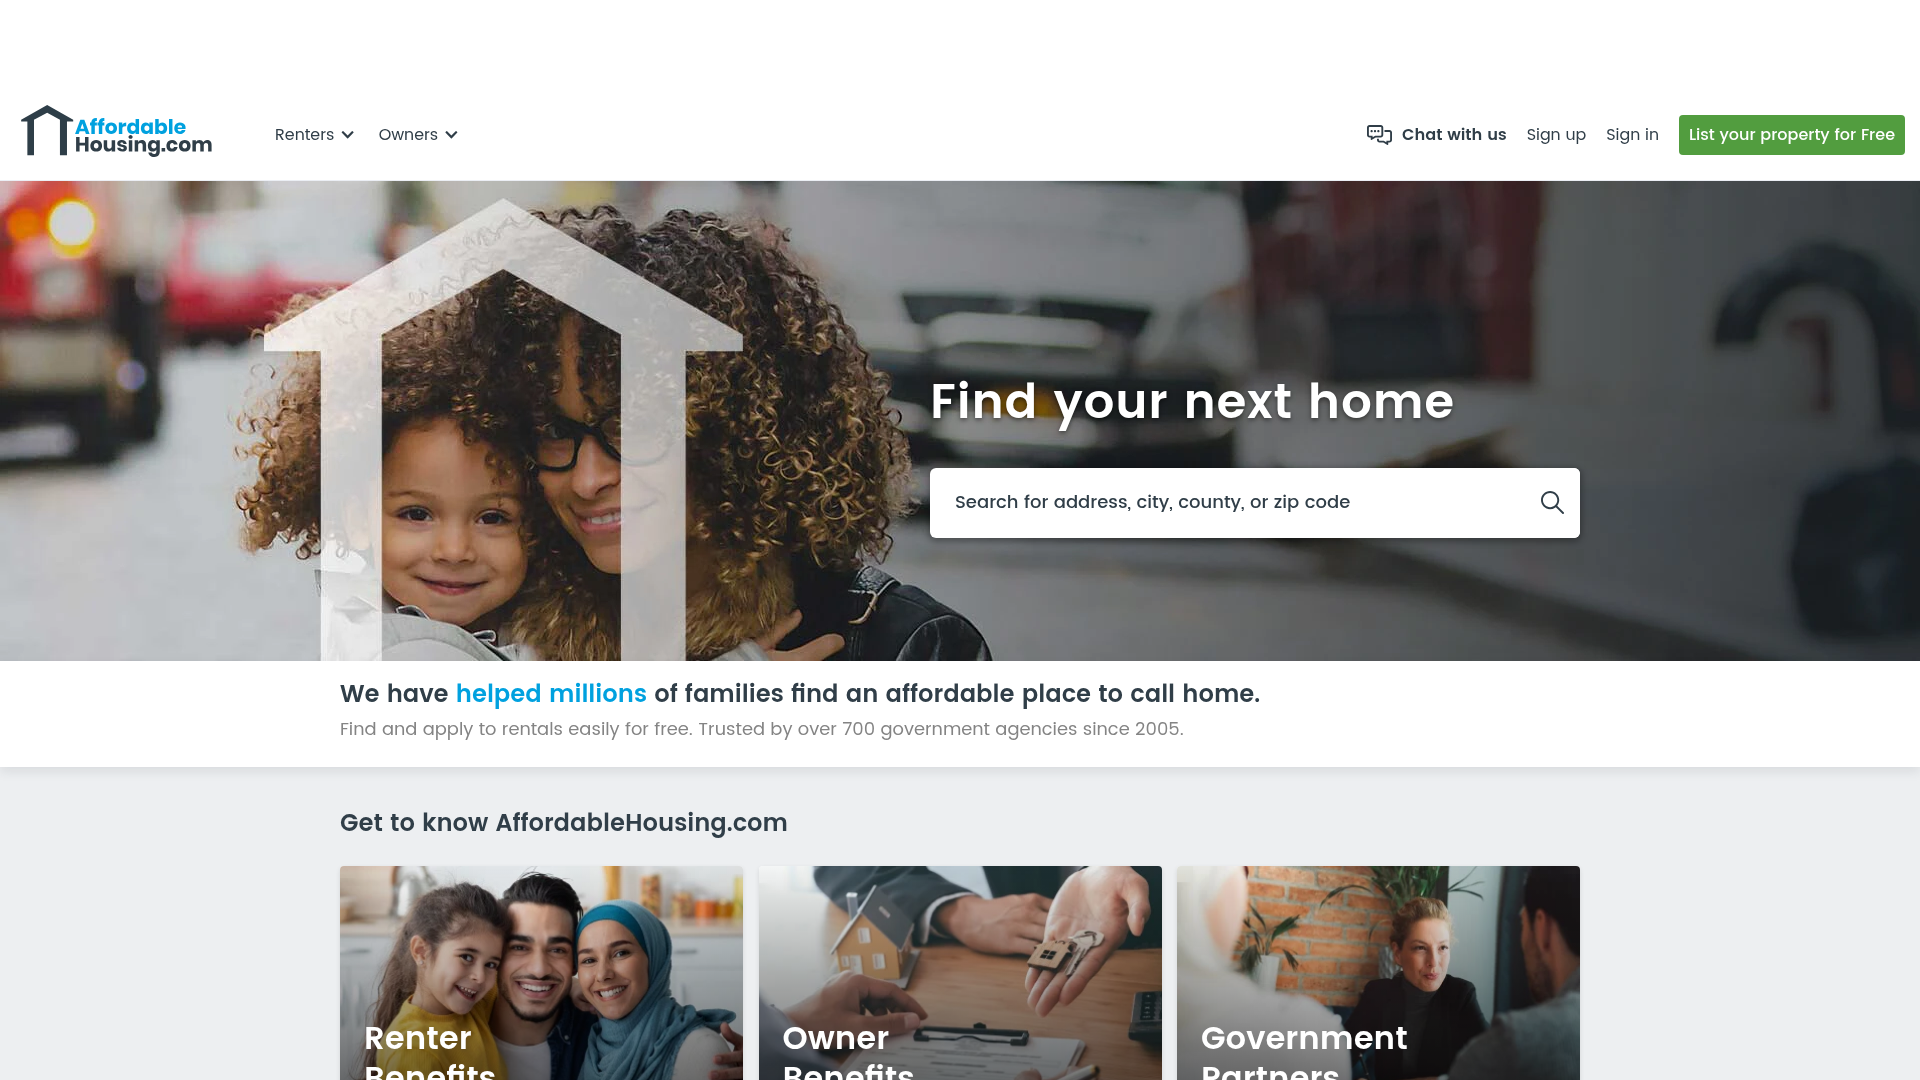 Affordable
Housing.com
Renters
Owners
Chat with us
Sign up
Sign in
List your property for Free
Find your next home
Search for address, city, county, or zip code
We have helped millions of families find an affordable place to call home.
Find and apply to rentals easily for free. Trusted by over 700 government agencies since 2005.
Get to know AffordableHousing.com
Renter
Benefits
Owner
Benefits
Government
Partners